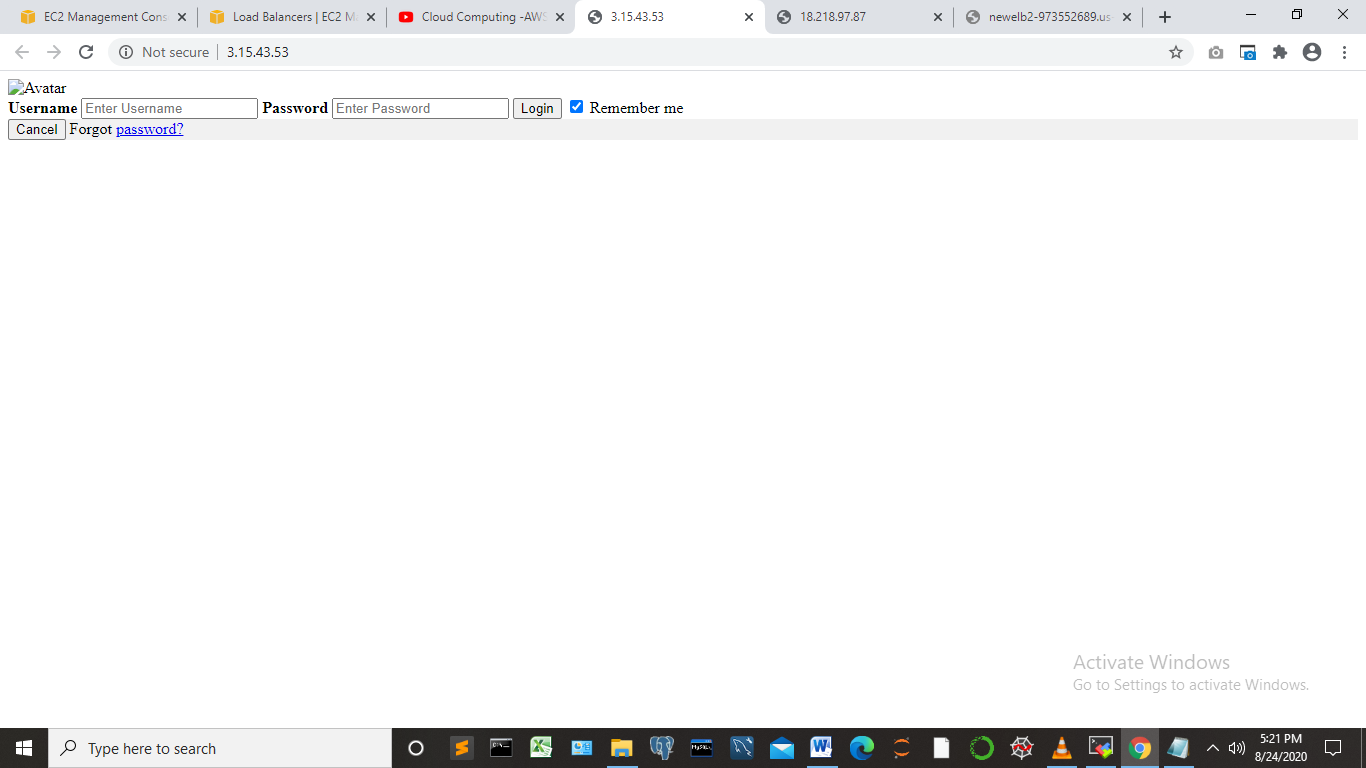 EC2 Management Cons
Load Balancers | EC2 M
Cloud Computing -AWS
3.15.43.53
18.218.97.87
newelb2-973552689.us-
Not secure
3.15.43.53
Avatar
Username Enter Username Password Enter Password Login Remember me
Cancel Forgot password?
Activate Windows
Go to Settings to activate Windows.
Type here to search
5:21 PM
8/24/2020